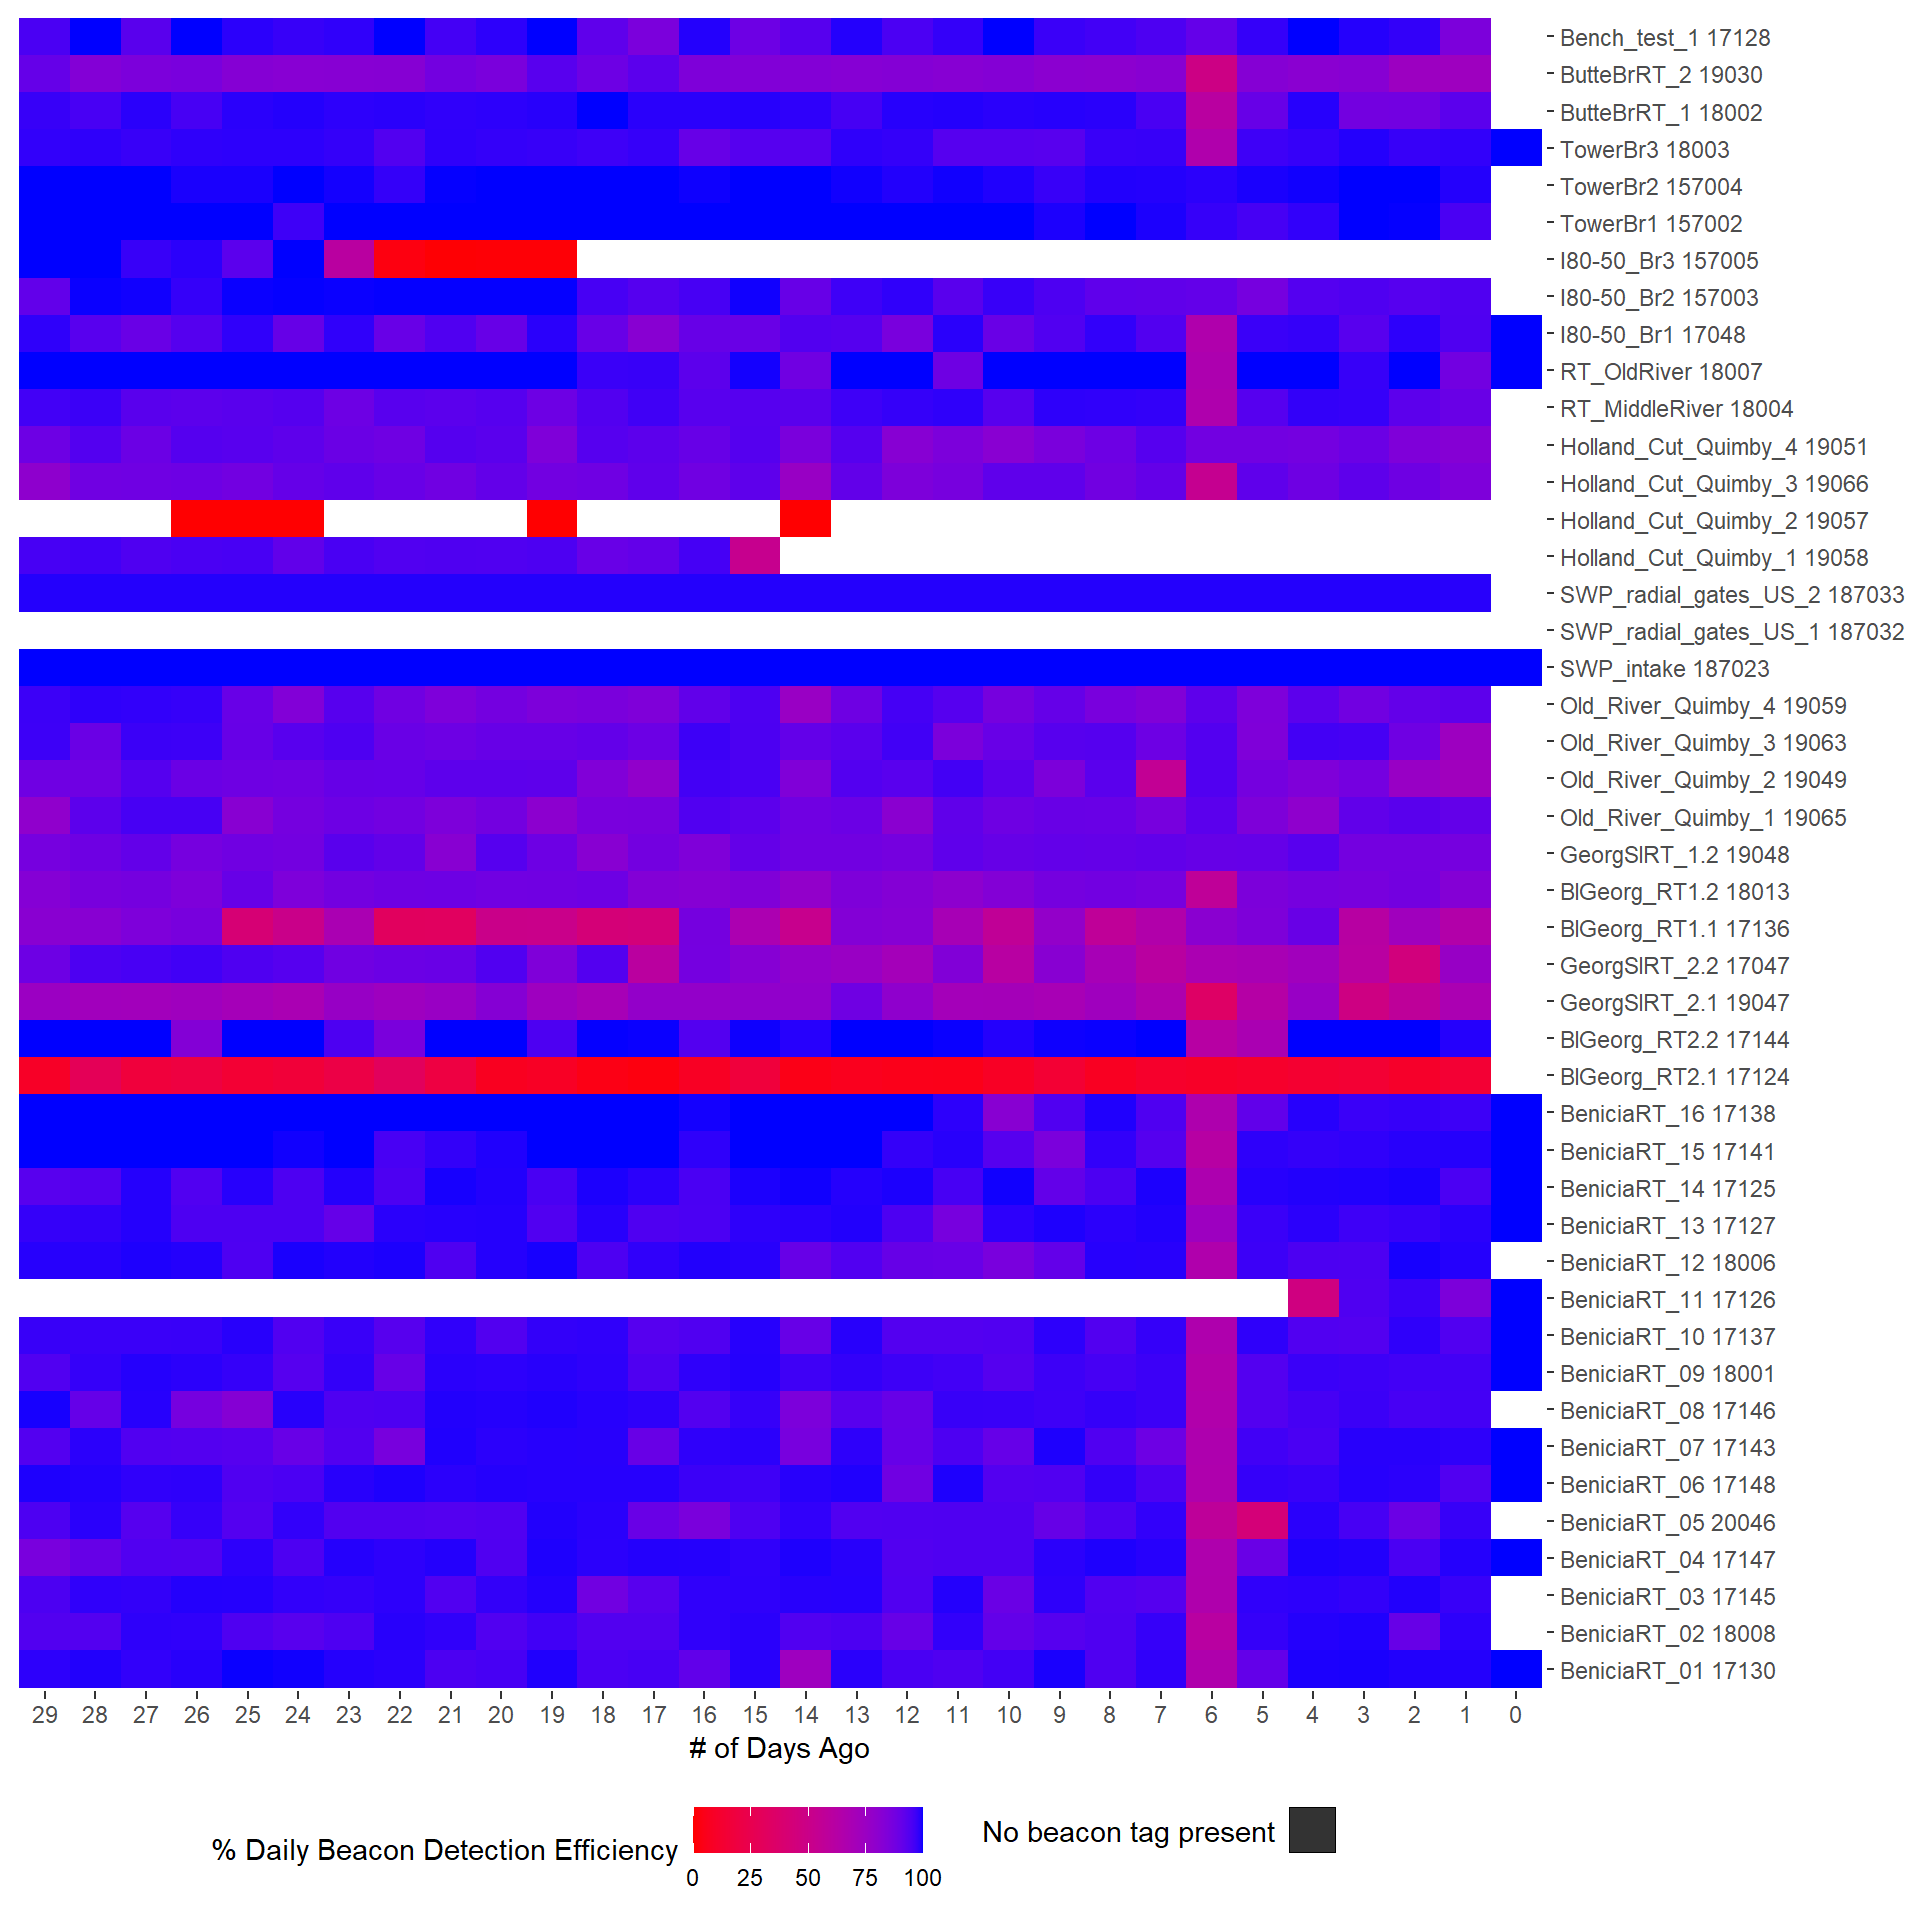 Bench_test_1 17128
ButteBrRT_2 19030
ButteBrRT_1 18002
TowerBr3 18003
TowerBr2 157004
TowerBr1 157002
I80-50_Br3 157005
I80-50_Br2 157003
I80-50_Br1 17048
RT_OldRiver 18007
RT_MiddleRiver 18004
Holland_Cut_Quimby_4 19051
Holland_Cut_Quimby_3 19066
Holland_Cut_Quimby_2 19057
Holland_Cut_Quimby_1 19058
SWP_radial_gates_US_2 187033
SWP_radial_gates_US_1 187032
SWP_intake 187023
Old_River_Quimby_4 19059
Old_River_Quimby_3 19063
Old_River_Quimby_2 19049
Old_River_Quimby_1 19065
GeorgSlRT_1.2 19048
BlGeorg_RT1.2 18013
BlGeorg_RT1.1 17136
GeorgSlRT_2.2 17047
GeorgSlRT_2.1 19047
BlGeorg_RT2.2 17144
BlGeorg_RT2.1 17124
BeniciaRT_16 17138
BeniciaRT_15 17141
BeniciaRT_14 17125
BeniciaRT_13 17127
BeniciaRT_12 18006
BeniciaRT_11 17126
BeniciaRT_10 17137
BeniciaRT_09 18001
BeniciaRT_08 17146
BeniciaRT_07 17143
BeniciaRT_06 17148
BeniciaRT_05 20046
BeniciaRT_04 17147
BeniciaRT_03 17145
BeniciaRT_02 18008
BeniciaRT_01 17130
29 28 27 26 25 24 23 22 21 20 19 18 17 16 15 14 13 12 11 10 9 8 7 6 5 4 3 2 1 0
# of Days Ago
% Daily Beacon Detection Efficiency
0 25 50 75 100
No beacon tag present